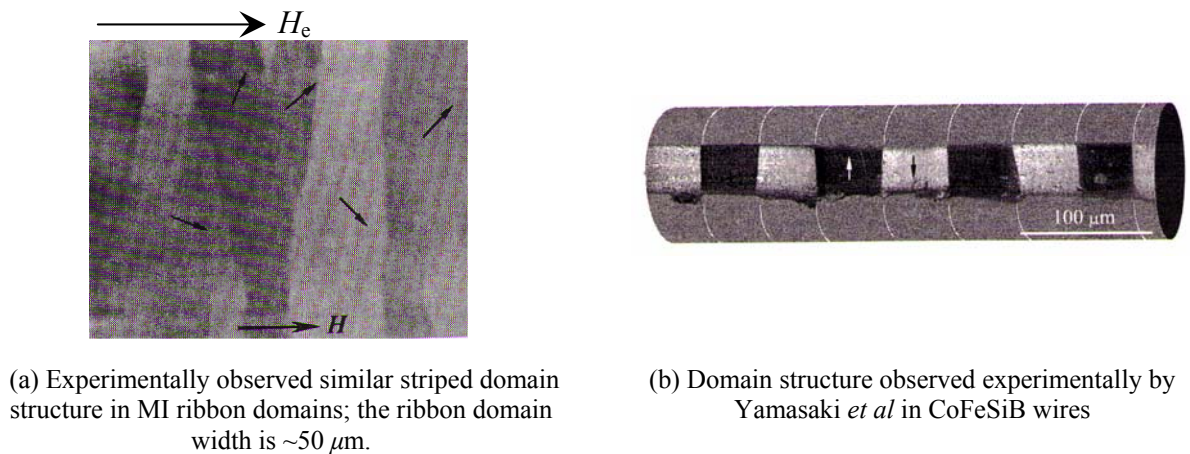 H_e
H
100 μm
(a) Experimentally observed similar striped domain
structure in MI ribbon domains; the ribbon domain
width is ~50 μm.
(b) Domain structure observed experimentally by
Yamasaki et al in CoFeSiB wires